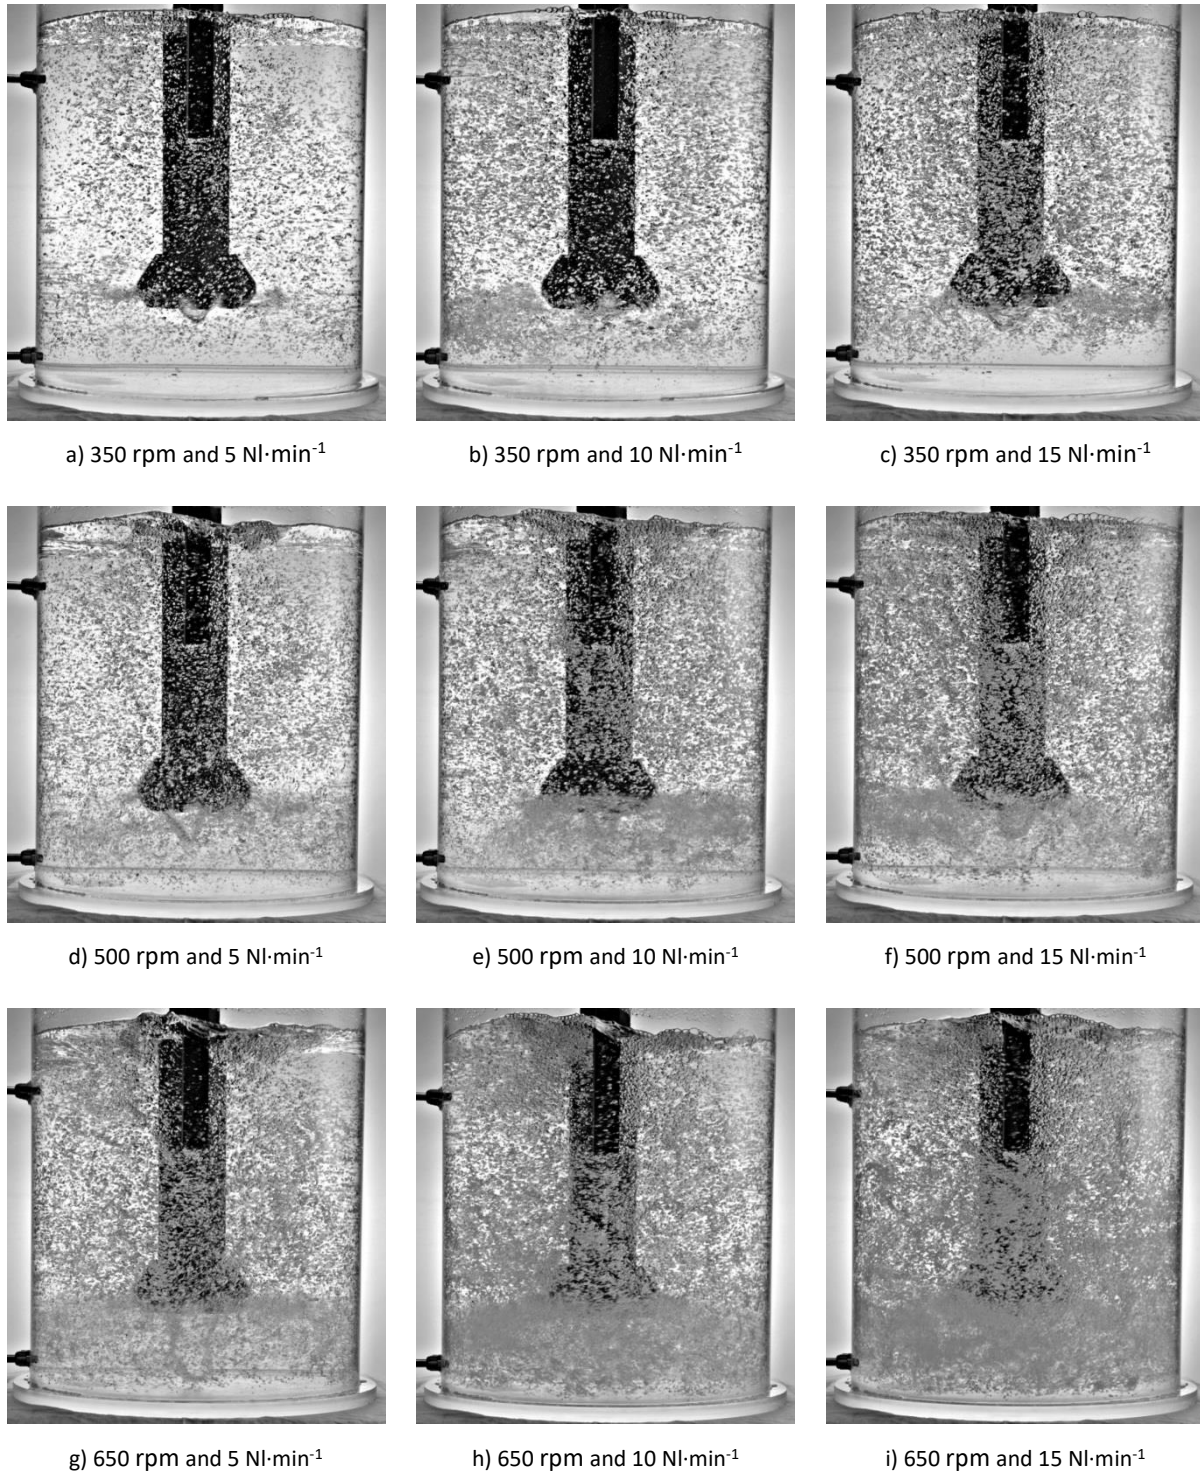 a) 350 rpm and 5 Nl·min⁻¹
b) 350 rpm and 10 Nl·min⁻¹
c) 350 rpm and 15 Nl·min⁻¹
d) 500 rpm and 5 Nl·min⁻¹
e) 500 rpm and 10 Nl·min⁻¹
f) 500 rpm and 15 Nl·min⁻¹
g) 650 rpm and 5 Nl·min⁻¹
h) 650 rpm and 10 Nl·min⁻¹
i) 650 rpm and 15 Nl·min⁻¹